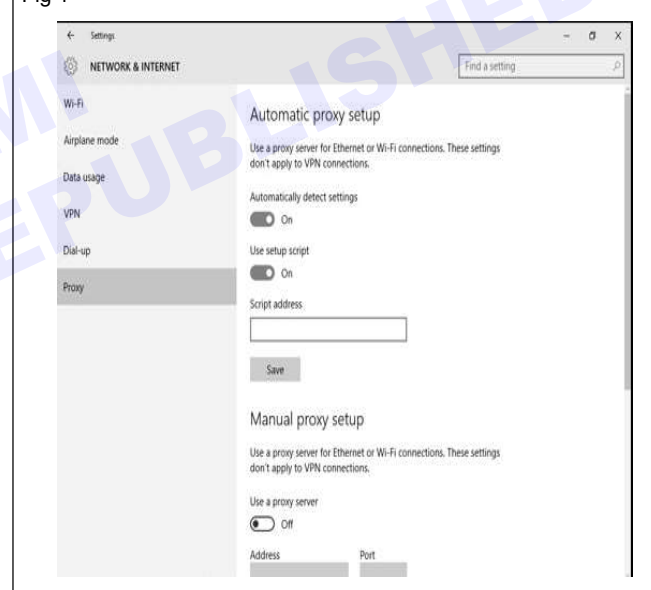 Settings
NETWORK & INTERNET
Find a setting
Wi-Fi
Airplane mode
Data usage
VPN
Dial-up
Proxy
Automatic proxy setup
Use a proxy server for Ethernet or Wi-Fi connections. These settings
don't apply to VPN connections.
Automatically detect settings
On
Use setup script
On
Script address
Save
Manual proxy setup
Use a proxy server for Ethernet or Wi-Fi connections. These settings
don't apply to VPN connections.
Use a proxy server
Off
Address Port